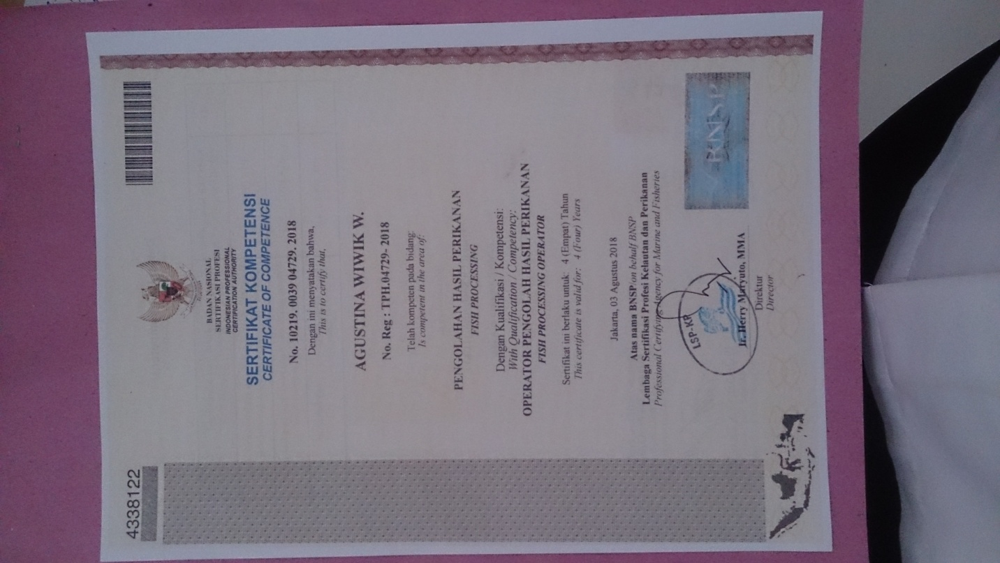 4338122
BADAN NASIONAL
SERTIFIKASI PROFESI
INDONESIAN PROFESSIONAL
CERTIFICATION AUTHORITY
SERTIFIKAT KOMPETENSI
CERTIFICATE OF COMPETENCE
No. 10219. 0039 04729. 2018
Dengan ini menyatakan bahwa,
This is to certify that,
AGUSTINA WIWIK W.
No. Reg : TPH.04729- 2018
Telah kompeten pada bidang:
Is competent in the area of:
PENGOLAHAN HASIL PERIKANAN
FISH PROCESSING
Dengan Kualifikasi / Kompetensi:
With Qualification / Competency:
OPERATOR PENGOLAH HASIL PERIKANAN
FISH PROCESSING OPERATOR
Sertifikat ini berlaku untuk: 4 (Empat) Tahun
This certificate is valid for: 4 (Four) Years
Jakarta, 03 Agustus 2018
Atas nama BNSP on behalf BNSP
Lembaga Sertifikasi Profesi Kelautan dan Perikanan
Professional Certifying Agency for Marine and Fisheries
LSP-KP
BNSP
Ir. Herry Maryuto, MMA
Direktur
Director